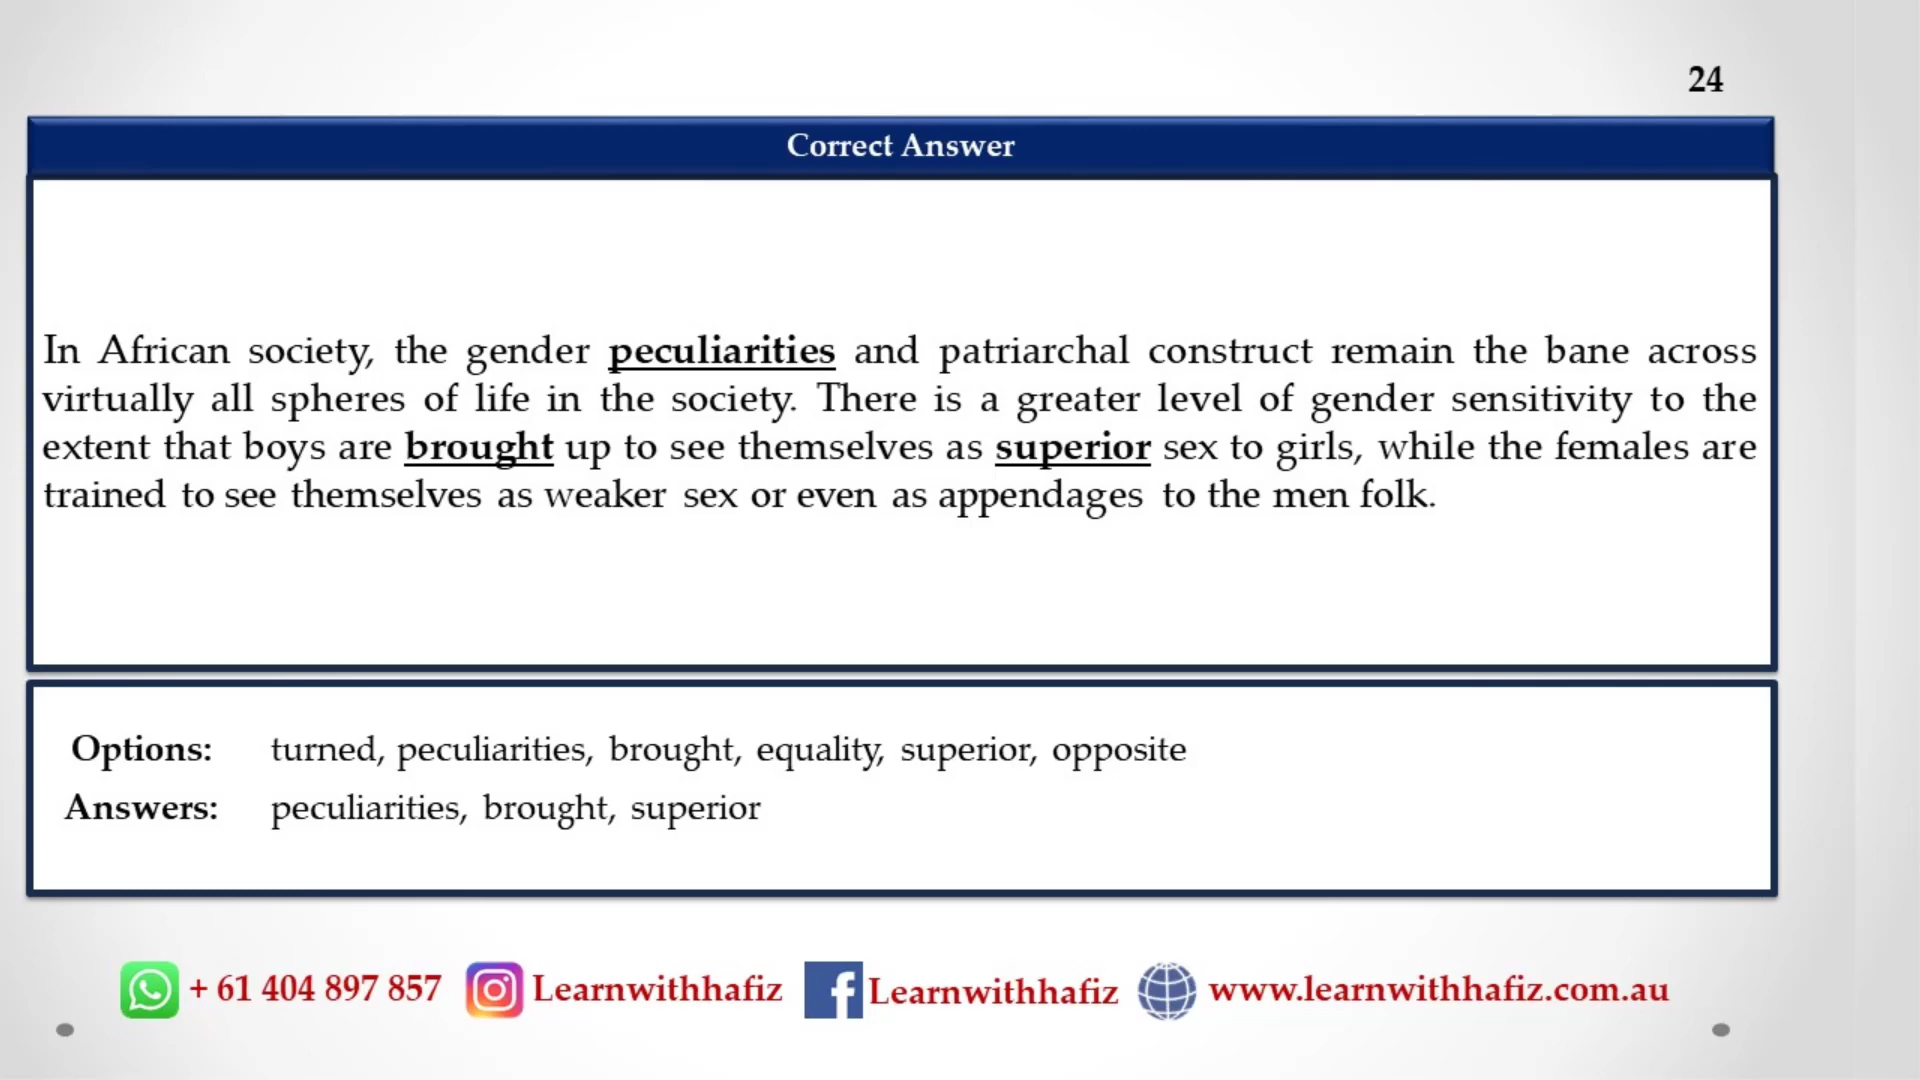 24
Correct Answer
In African society, the gender peculiarities and patriarchal construct remain the bane across
virtually all spheres of life in the society. There is a greater level of gender sensitivity to the
extent that boys are brought up to see themselves as superior sex to girls, while the females are
trained to see themselves as weaker sex or even as appendages to the men folk.
Options: turned, peculiarities, brought, equality, superior, opposite
Answers: peculiarities, brought, superior
+ 61 404 897 857 Learnwithhafiz Learnwithhafiz www.learnwithhafiz.com.au